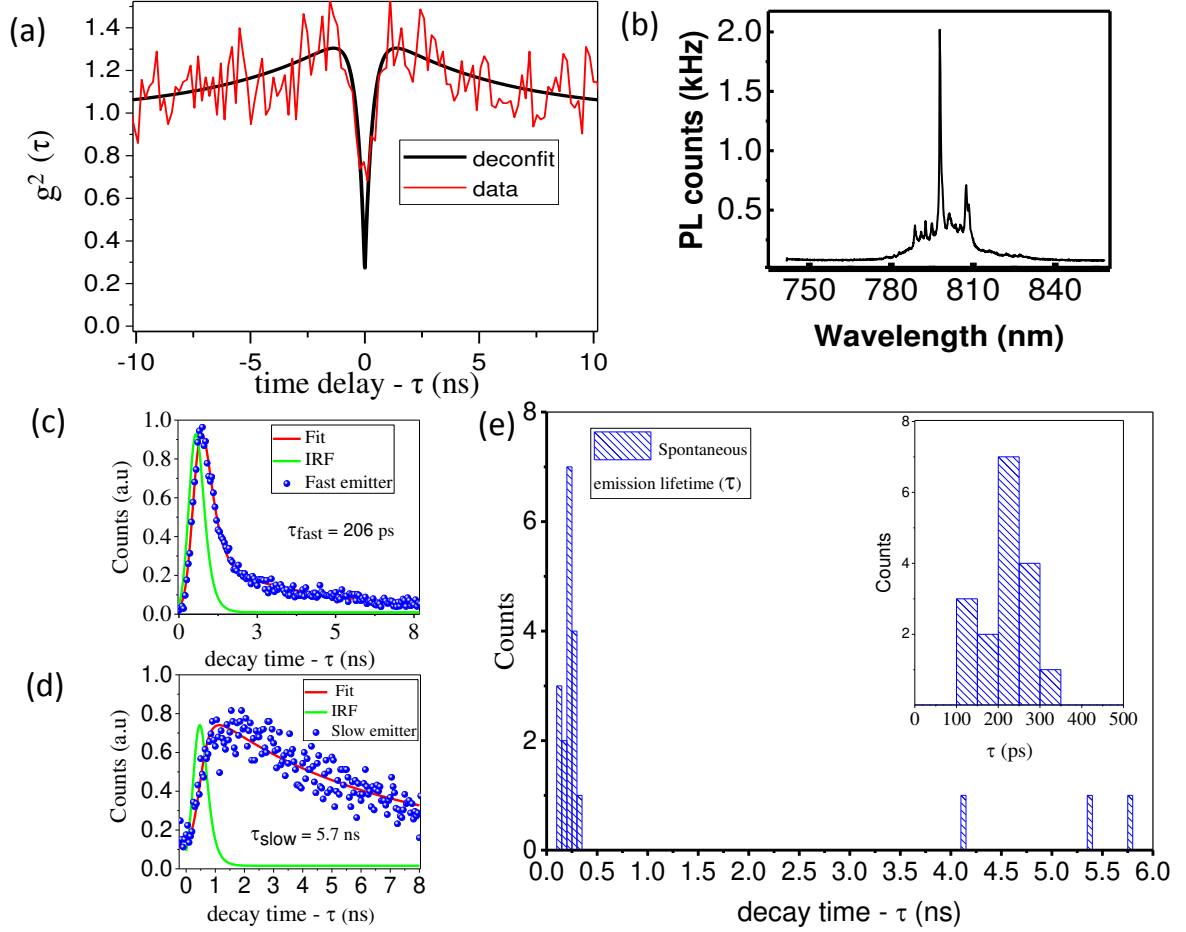 (a)
1.4
1.2
1.0
0.8
0.6
0.4
0.2
0.0
g² (τ)
deconfit
data
-10
-5
0
5
10
time delay - τ (ns)
(b)
2.0
1.5
1.0
0.5
PL counts (kHz)
750
780
810
840
Wavelength (nm)
(c)
1.0
0.8
0.6
0.4
0.2
0.0
Counts (a.u)
Fit
IRF
Fast emitter
τfast = 206 ps
0
3
5
8
decay time - τ (ns)
(d)
1.0
0.8
0.6
0.4
0.2
0.0
Counts (a.u)
Fit
IRF
Slow emitter
τslow = 5.7 ns
0
1
2
3
4
5
6
7
8
decay time - τ (ns)
(e)
8
6
4
2
0
Counts
Spontaneous
emission lifetime (τ)
0.0
0.5
1.0
1.5
2.0
2.5
3.0
3.5
4.0
4.5
5.0
5.5
6.0
decay time - τ (ns)
8
6
4
2
Counts
0
100
200
300
400
500
τ (ps)